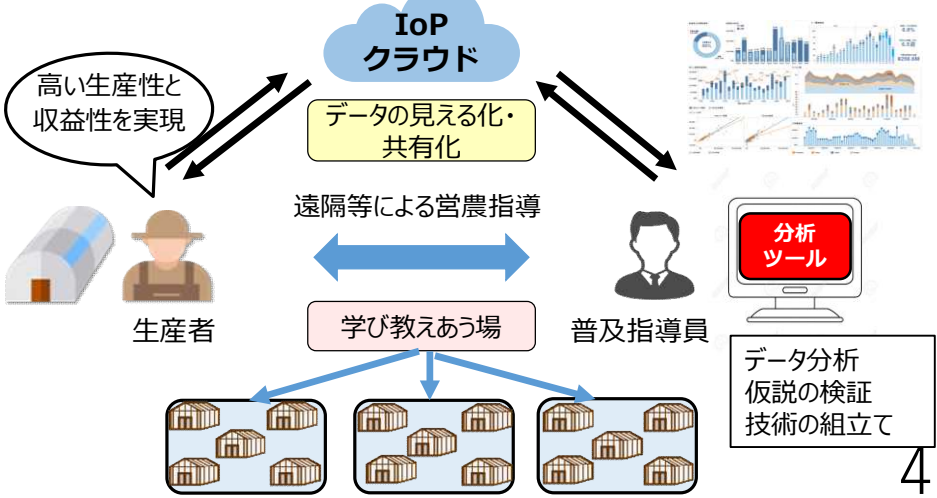 IoP
クラウド
高い生産性と
収益性を実現
データの見える化・
共有化
遠隔等による営農指導
分析
ツール
生産者
学び教えあう場
普及指導員
データ分析
仮説の検証
技術の組立て
4